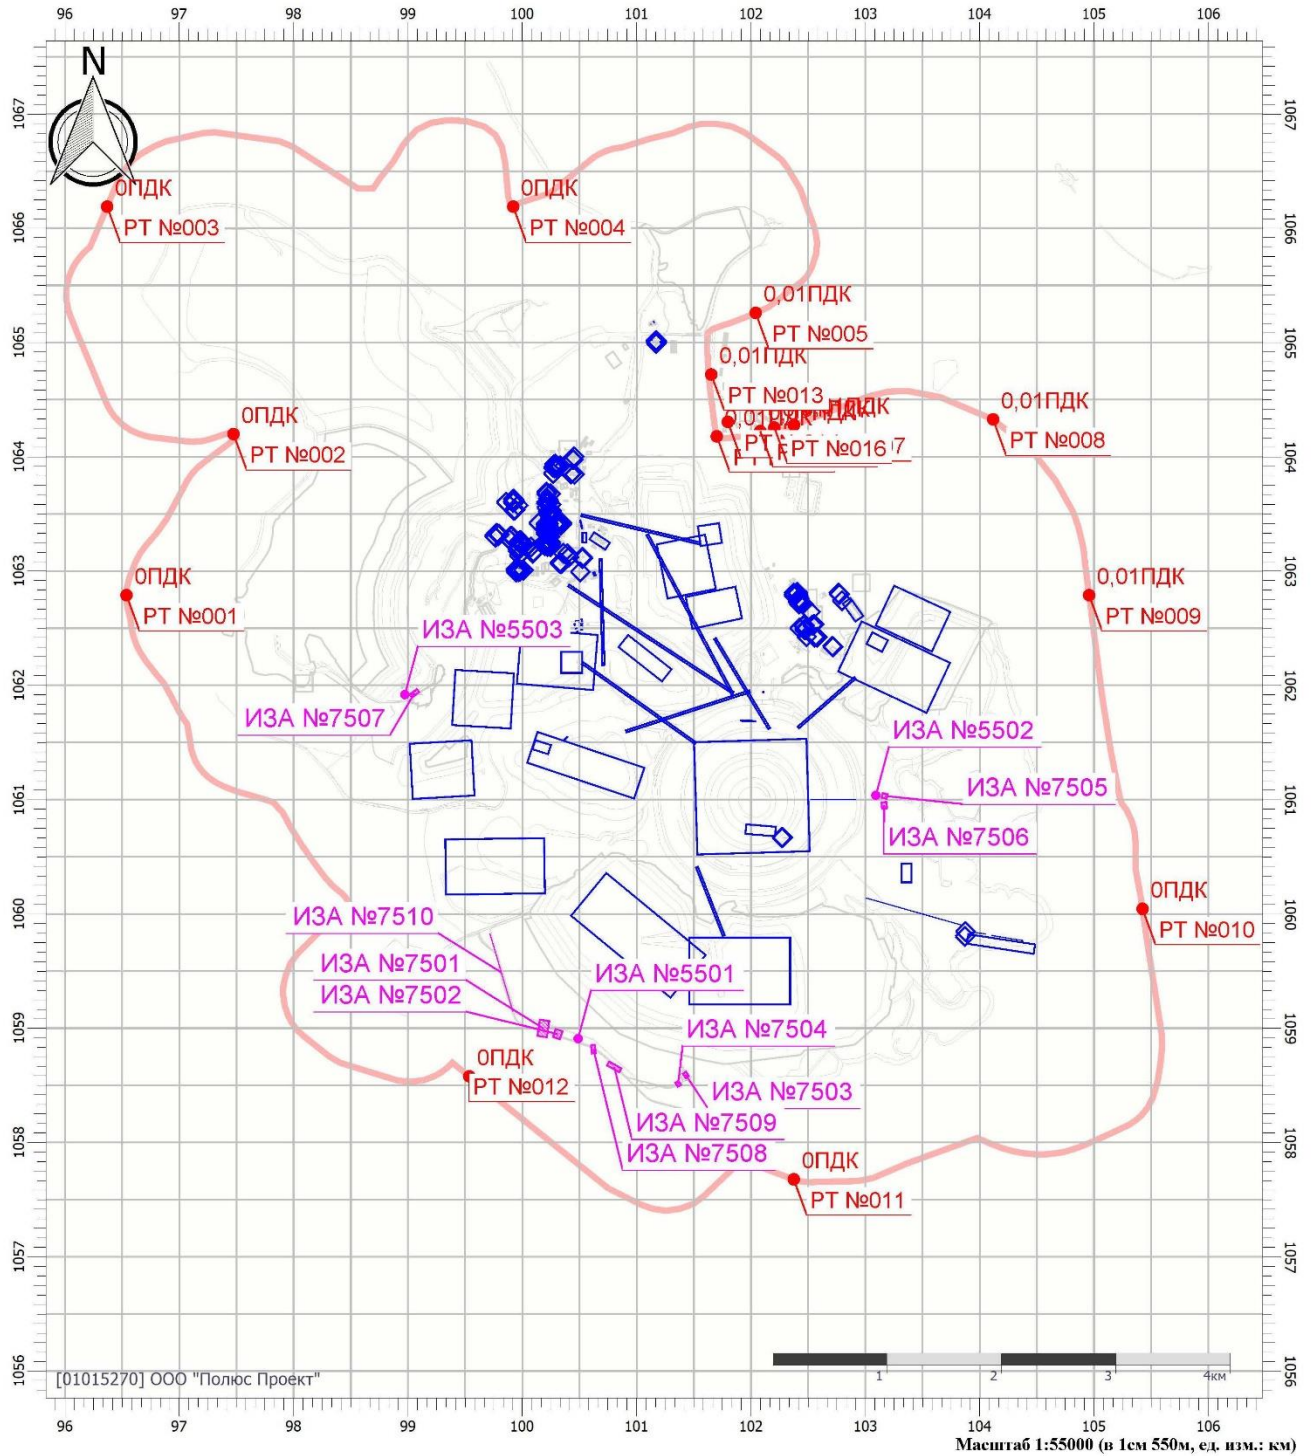 96 97 98 99 100 101 102 103 104 105 106
N
1067
1067
0ПДК
РТ №003
0ПДК
РТ №004
1066
1066
0,01ПДК
РТ №005
1065
1065
0,01ПДК
РТ №013
0,01ПДК
РТ №008
0ПДК
РТ №002
РТ №016
1064
1064
1063
1063
0ПДК
РТ №001
0,01ПДК
РТ №009
ИЗА №5503
1062
1062
ИЗА №7507
ИЗА №5502
ИЗА №7505
1061
1061
ИЗА №7506
0ПДК
РТ №010
1060
1060
ИЗА №7510
ИЗА №7501
ИЗА №5501
ИЗА №7502
1059
1059
ИЗА №7504
0ПДК
РТ №012
ИЗА №7503
ИЗА №7509
ИЗА №7508
1058
1058
0ПДК
РТ №011
1057
1057
1056
1056
1 2 3 4км
[01015270] ООО "Полюс Проект"
96 97 98 99 100 101 102 103 104 105 106
Масштаб 1:55000 (в 1см 550м, ед. изм.: км)